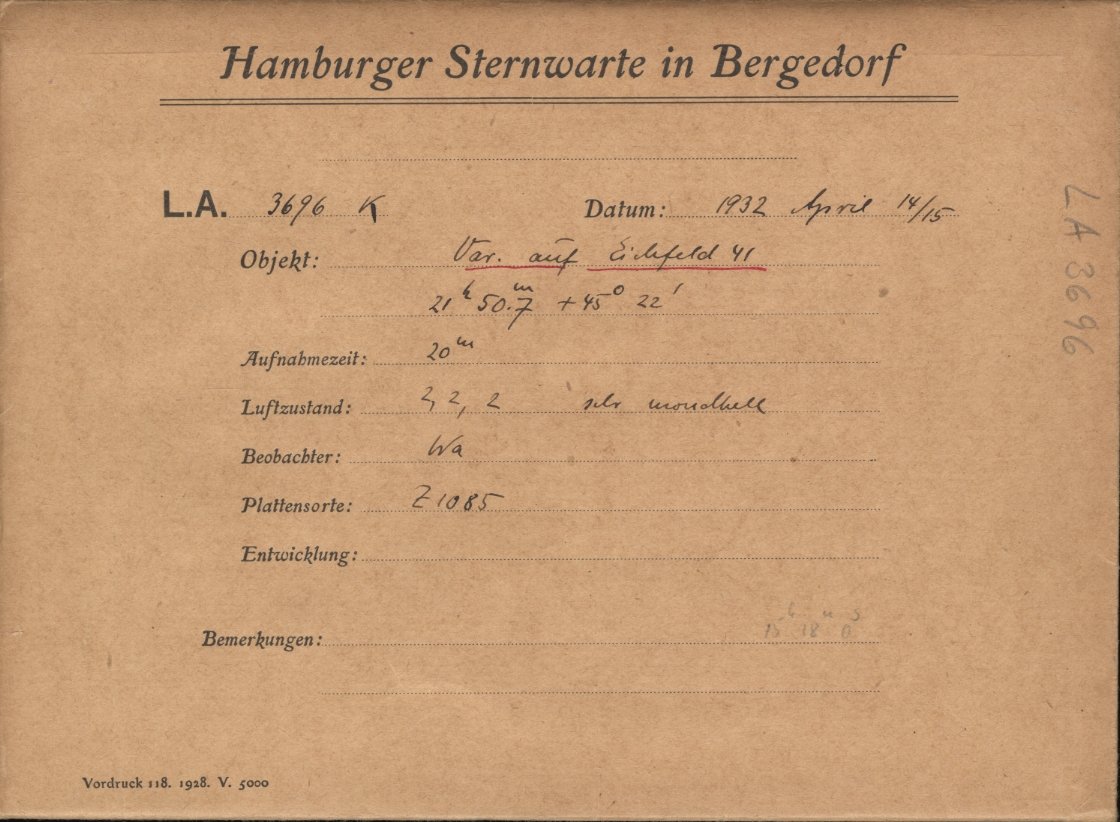 Hamburger Sternwarte in Bergedorf
L.A. 3696 K Datum: 1932 April 14/15
Objekt: Var. auf Eichfeld 41
21ʰ 50.7ᵐ +45° 22'
Aufnahmezeit: 20ᵐ
Luftzustand: 2, 2, 2 sehr mondhell
Beobachter: Wa
Plattensorte: Z 1085
Entwicklung:
15ʰ 18ᵐ 0ˢ
Bemerkungen:
Vordruck 118. 1928. V. 5000
LA 3696